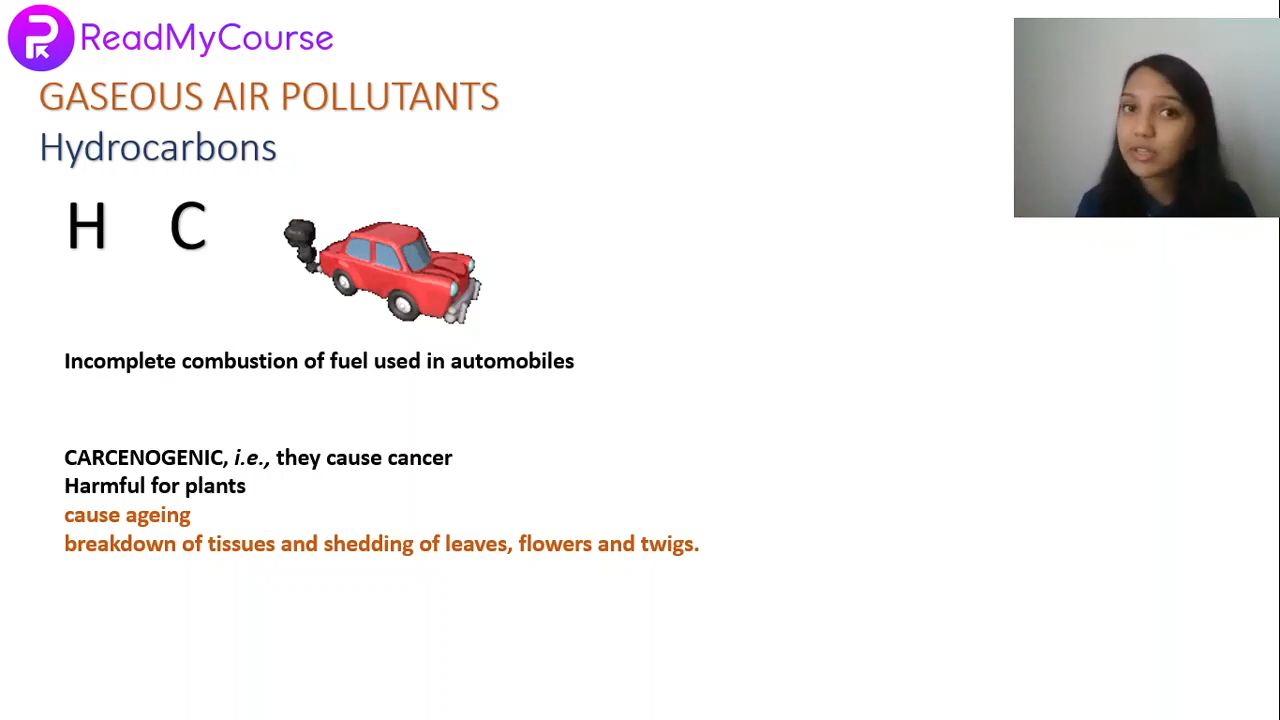 ReadMyCourse
GASEOUS AIR POLLUTANTS
Hydrocarbons
H C
Incomplete combustion of fuel used in automobiles
CARCENOGENIC, i.e., they cause cancer
Harmful for plants
cause ageing
breakdown of tissues and shedding of leaves, flowers and twigs.